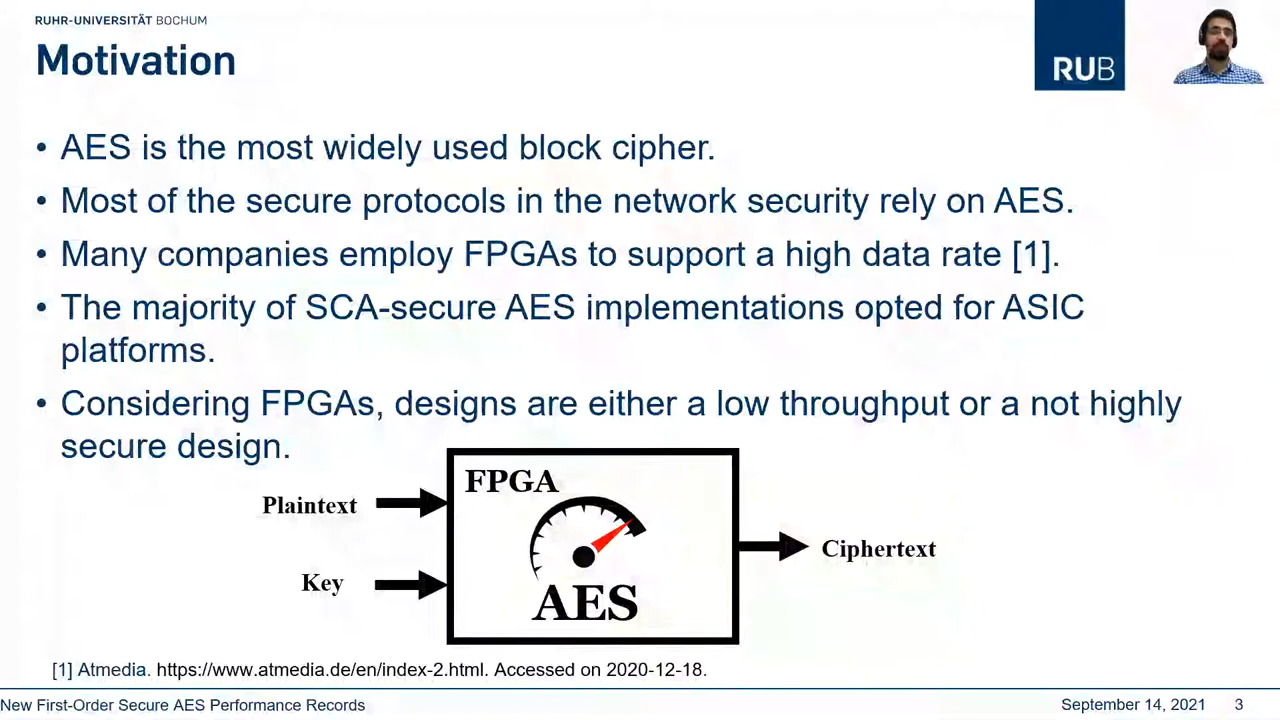 RUHR-UNIVERSITÄT BOCHUM
Motivation
RUB
• AES is the most widely used block cipher.
• Most of the secure protocols in the network security rely on AES.
• Many companies employ FPGAs to support a high data rate [1].
• The majority of SCA-secure AES implementations opted for ASIC
platforms.
• Considering FPGAs, designs are either a low throughput or a not highly
secure design.
FPGA
Plaintext
Ciphertext
Key
AES
[1] Atmedia. https://www.atmedia.de/en/index-2.html. Accessed on 2020-12-18.
New First-Order Secure AES Performance Records
September 14, 2021 3